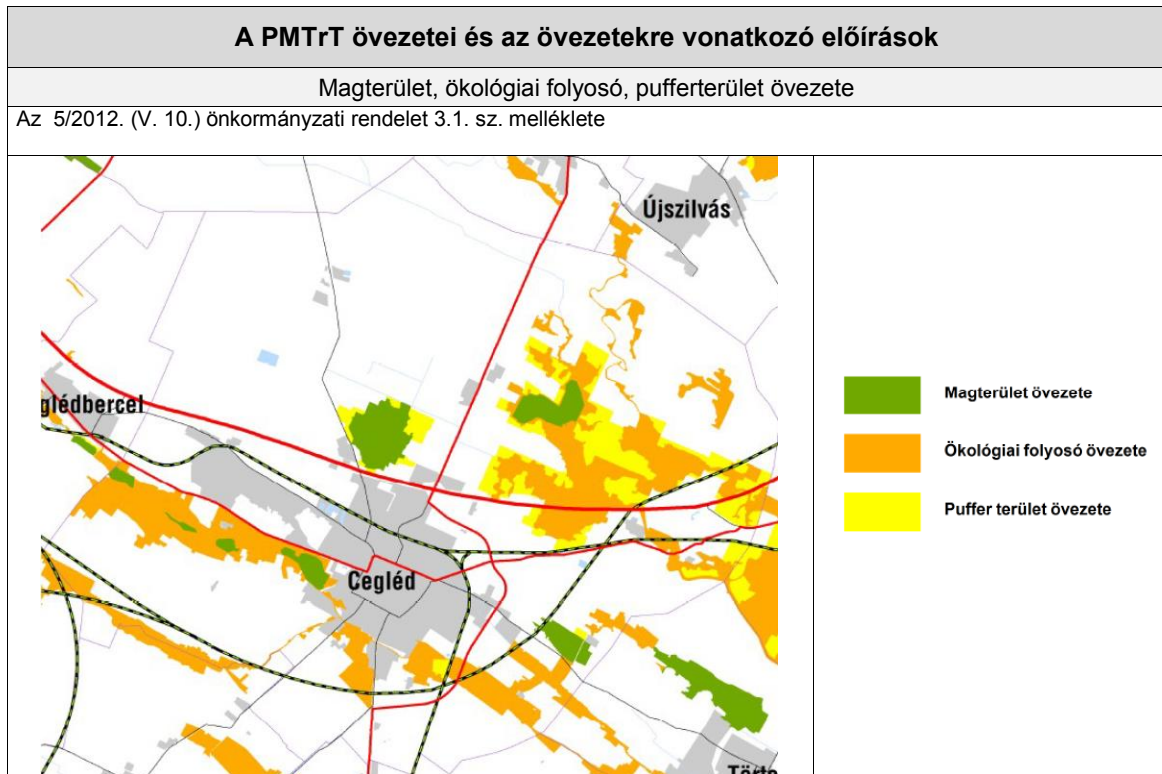 A PMTrT övezetei és az övezetekre vonatkozó előírások
Magterület, ökológiai folyosó, pufferterület övezete
Az 5/2012. (V. 10.) önkormányzati rendelet 3.1. sz. melléklete
Újszilvás
glédbercel
Cegléd
Törte
Magterület övezete
Ökológiai folyosó övezete
Puffer terület övezete